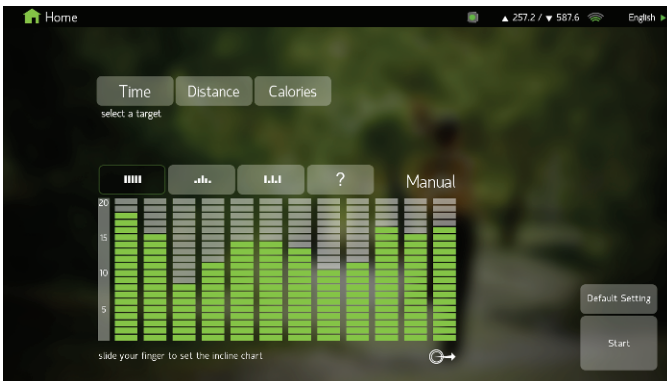 Home
▲ 257.2 / ▼ 587.6
English
Time
Distance
Calories
select a target
?
Manual
20
15
10
5
slide your finger to set the incline chart
Default Setting
Start